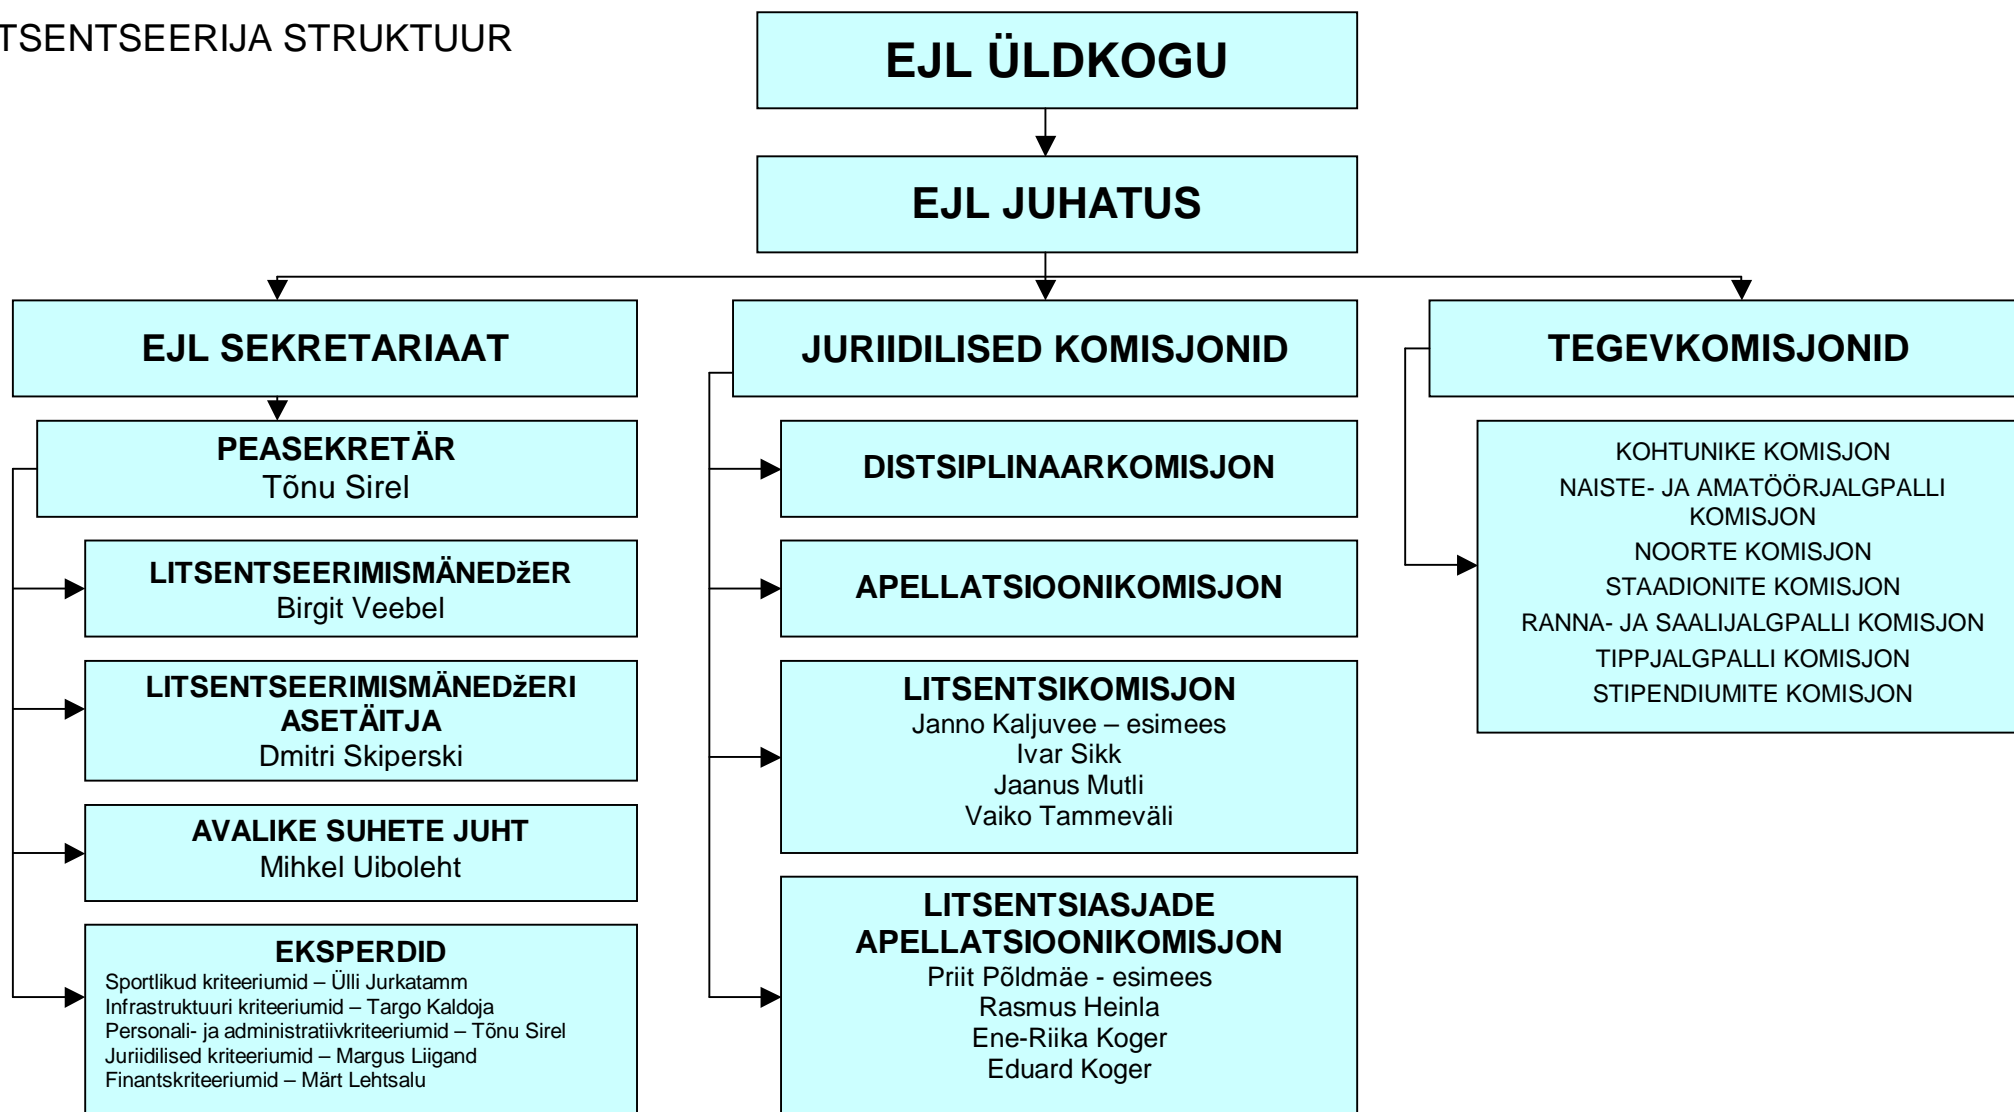 TSENTSEERIJA STRUKTUUR
EJL ÜLDKOGU
EJL JUHATUS
EJL SEKRETARIAAT
PEASEKRETÄR
Tõnu Sirel
LITSENTSEERIMISMÄNEDžER
Birgit Veebel
LITSENTSEERIMISMÄNEDžERI
ASETÄITJA
Dmitri Skiperski
AVALIKE SUHETE JUHT
Mihkel Uiboleht
EKSPERDID
Sportlikud kriteeriumid – Ülli Jurkatamm
Infrastruktuuri kriteeriumid – Targo Kaldoja
Personali- ja administratiivkriteeriumid – Tõnu Sirel
Juriidilised kriteeriumid – Margus Liigand
Finantskriteeriumid – Märt Lehtsalu
JURIIDILISED KOMISJONID
DISTSIPLINAARKOMISJON
APELLATSIOONIKOMISJON
LITSENTSIKOMISJON
Janno Kaljuvee – esimees
Ivar Sikk
Jaanus Mutli
Vaiko Tammeväli
LITSENTSIASJADE
APELLATSIOONIKOMISJON
Priit Põldmäe - esimees
Rasmus Heinla
Ene-Riika Koger
Eduard Koger
TEGEVKOMISJONID
KOHTUNIKE KOMISJON
NAISTE- JA AMATÖÖRJALGPALLI
KOMISJON
NOORTE KOMISJON
STAADIONITE KOMISJON
RANNA- JA SAALIJALGPALLI KOMISJON
TIPPJALGPALLI KOMISJON
STIPENDIUMITE KOMISJON